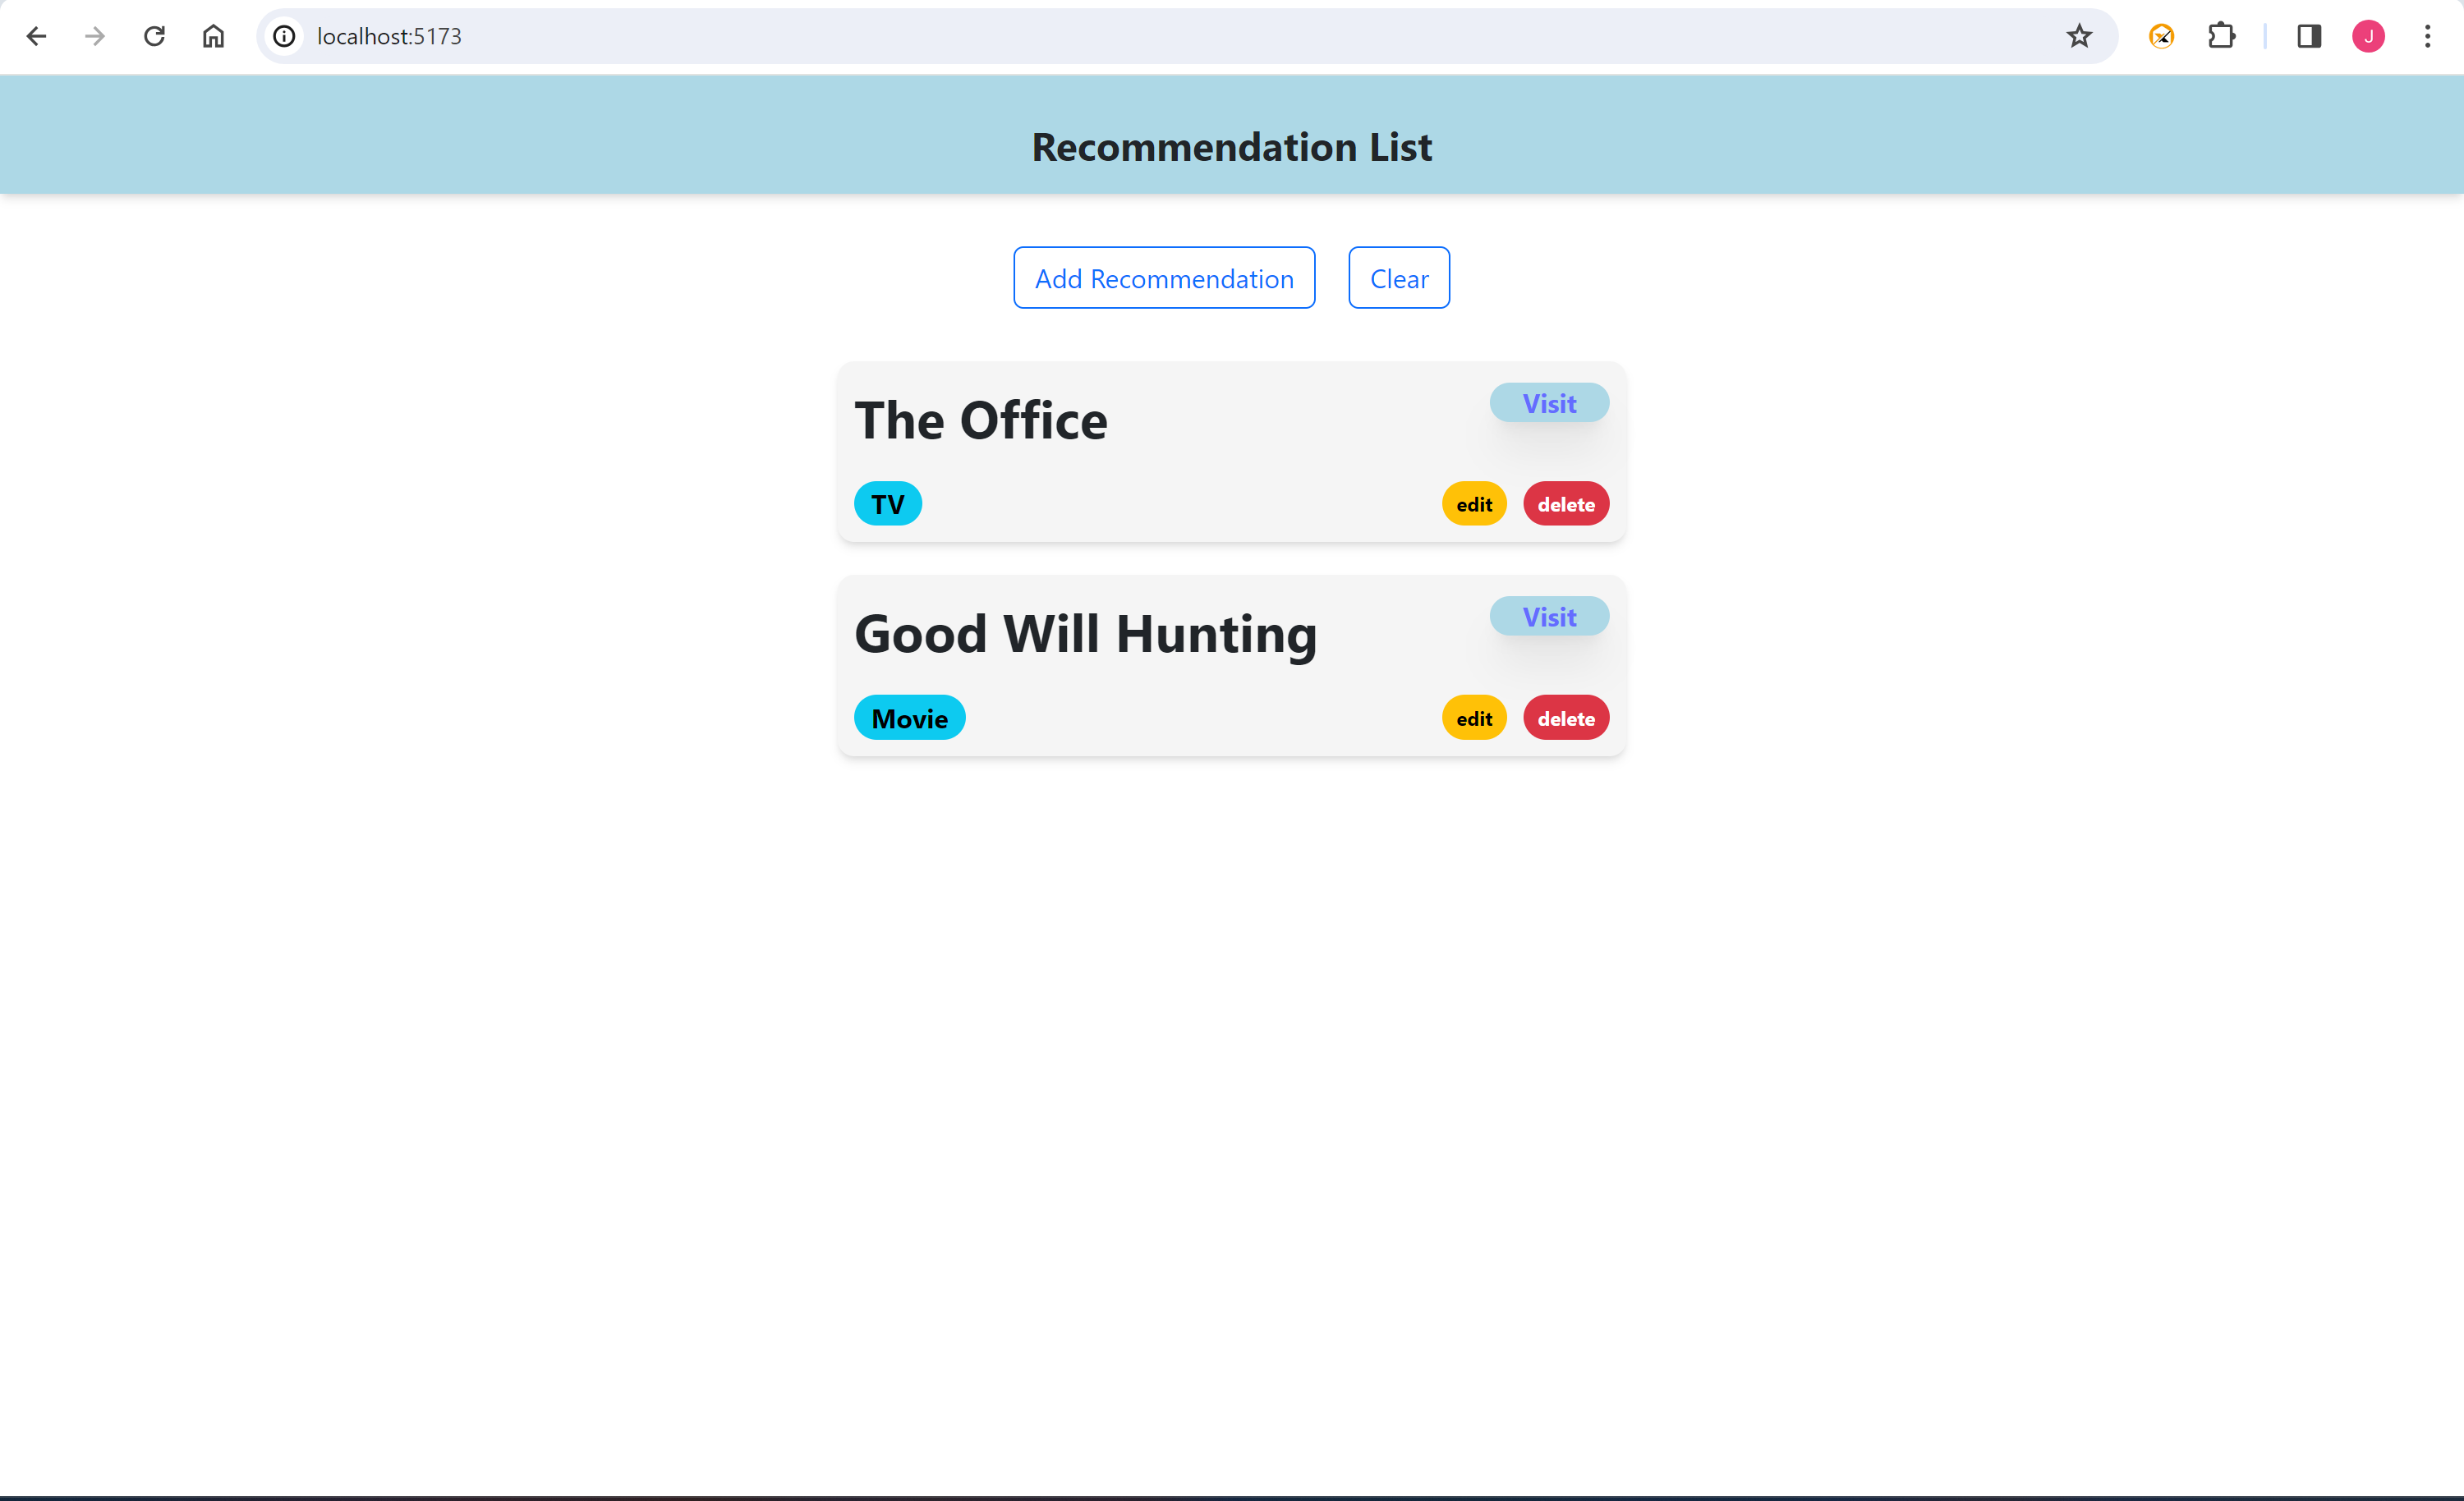 localhost:5173
J
Recommendation List
Add Recommendation Clear
The Office Visit
TV edit delete
Good Will Hunting Visit
Movie edit delete